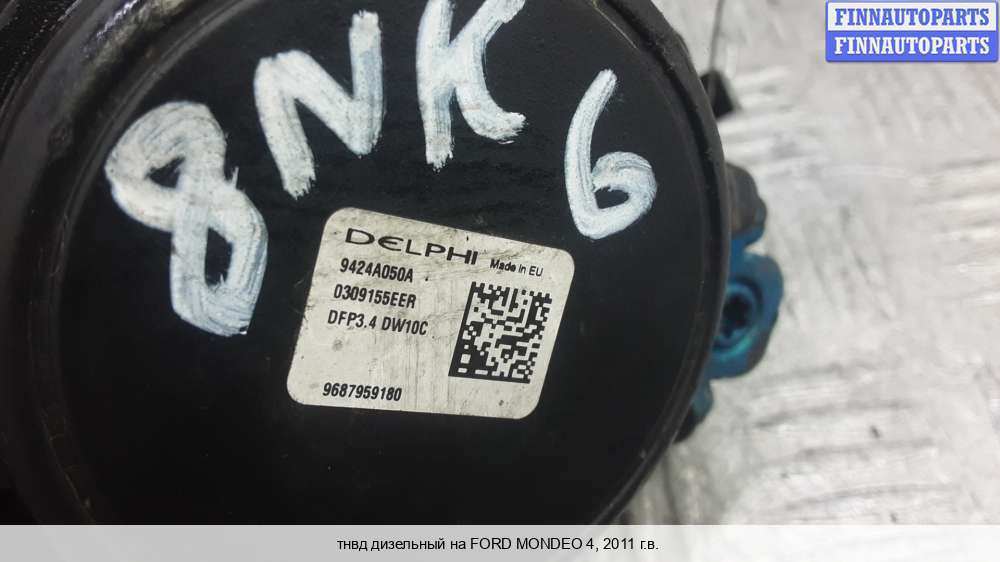 FINNAUTOPARTS
FINNAUTOPARTS
8NK6
DELPHI Made in EU
9424A050A
0309155EER
DFP3.4 DW10C
9687959180
тнвд дизельный на FORD MONDEO 4, 2011 г.в.